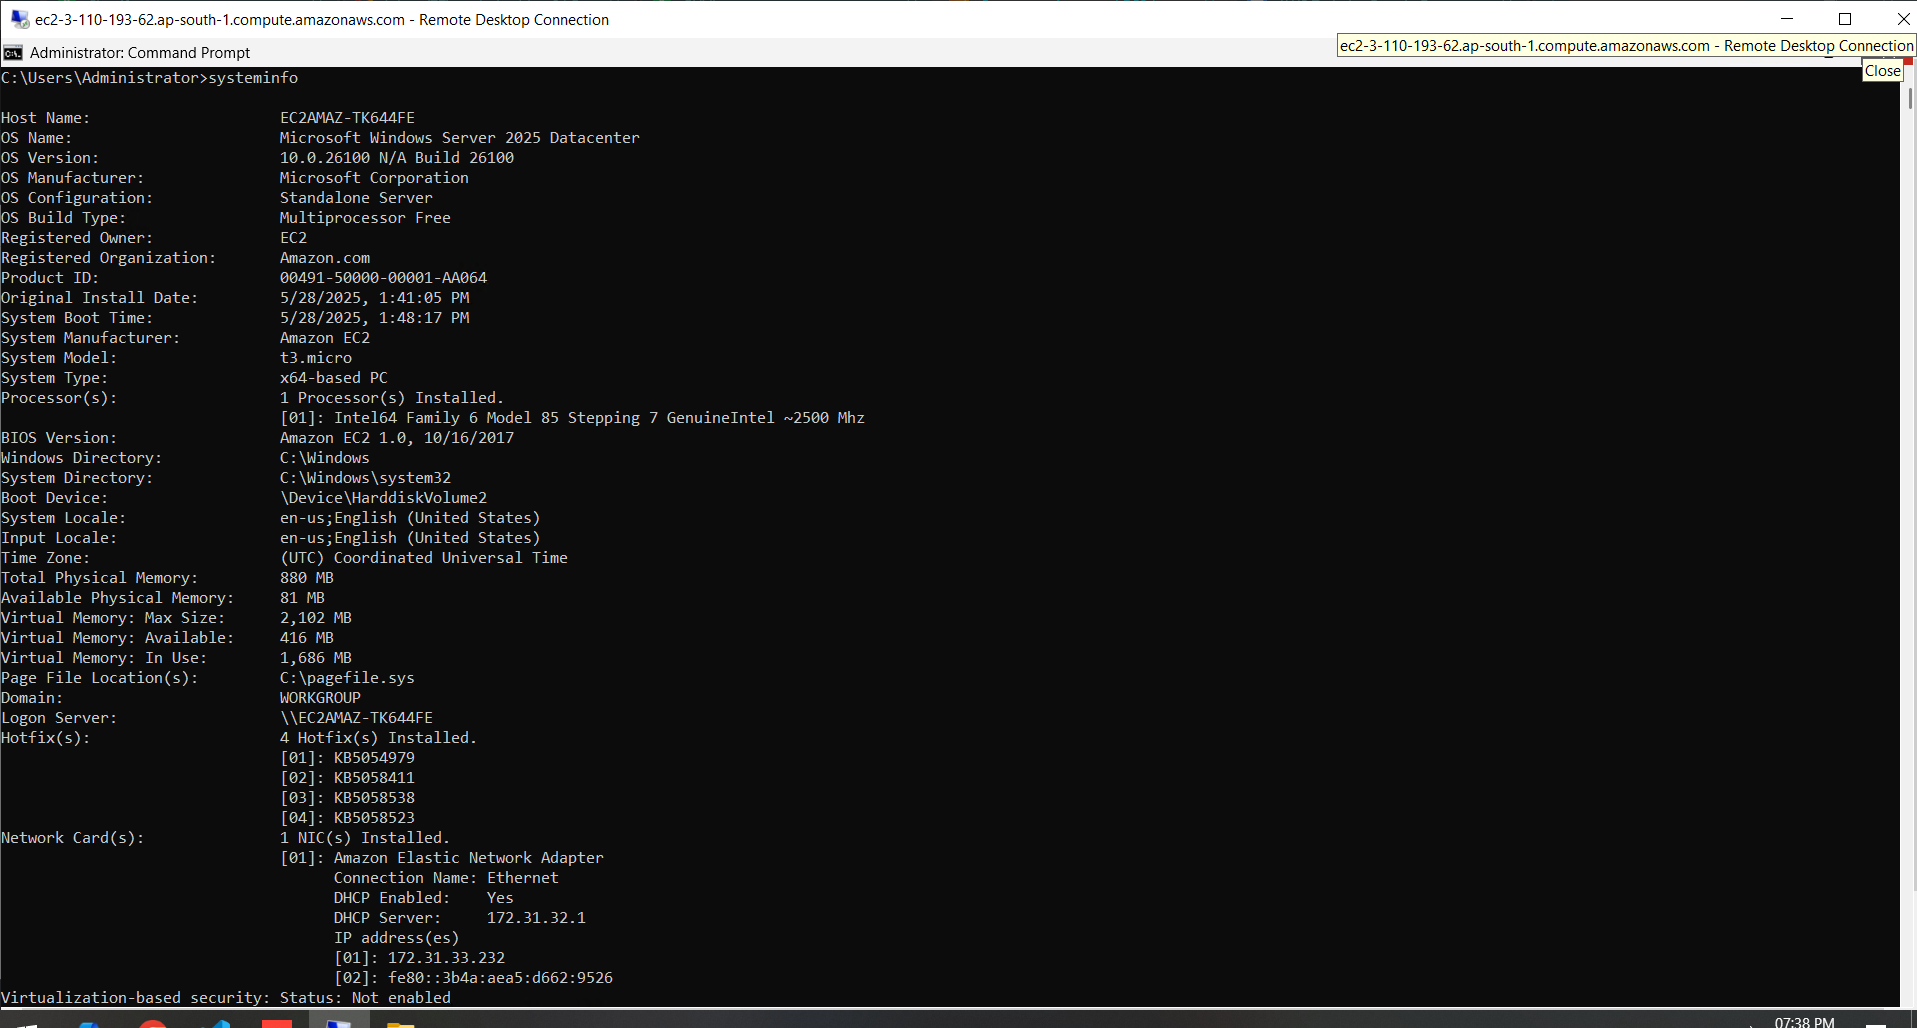 ec2-3-110-193-62.ap-south-1.compute.amazonaws.com - Remote Desktop Connection
Administrator: Command Prompt
ec2-3-110-193-62.ap-south-1.compute.amazonaws.com - Remote Desktop Connection
Close
C:\Users\Administrator>systeminfo
Host Name: EC2AMAZ-TK644FE
OS Name: Microsoft Windows Server 2025 Datacenter
OS Version: 10.0.26100 N/A Build 26100
OS Manufacturer: Microsoft Corporation
OS Configuration: Standalone Server
OS Build Type: Multiprocessor Free
Registered Owner: EC2
Registered Organization: Amazon.com
Product ID: 00491-50000-00001-AA064
Original Install Date: 5/28/2025, 1:41:05 PM
System Boot Time: 5/28/2025, 1:48:17 PM
System Manufacturer: Amazon EC2
System Model: t3.micro
System Type: x64-based PC
Processor(s): 1 Processor(s) Installed.
[01]: Intel64 Family 6 Model 85 Stepping 7 GenuineIntel ~2500 Mhz
BIOS Version: Amazon EC2 1.0, 10/16/2017
Windows Directory: C:\Windows
System Directory: C:\Windows\system32
Boot Device: \Device\HarddiskVolume2
System Locale: en-us;English (United States)
Input Locale: en-us;English (United States)
Time Zone: (UTC) Coordinated Universal Time
Total Physical Memory: 880 MB
Available Physical Memory: 81 MB
Virtual Memory: Max Size: 2,102 MB
Virtual Memory: Available: 416 MB
Virtual Memory: In Use: 1,686 MB
Page File Location(s): C:\pagefile.sys
Domain: WORKGROUP
Logon Server: \\EC2AMAZ-TK644FE
Hotfix(s): 4 Hotfix(s) Installed.
[01]: KB5054979
[02]: KB5058411
[03]: KB5058538
[04]: KB5058523
Network Card(s): 1 NIC(s) Installed.
[01]: Amazon Elastic Network Adapter
Connection Name: Ethernet
DHCP Enabled: Yes
DHCP Server: 172.31.32.1
IP address(es)
[01]: 172.31.33.232
[02]: fe80::3b4a:aea5:d662:9526
Virtualization-based security: Status: Not enabled
07:38 PM